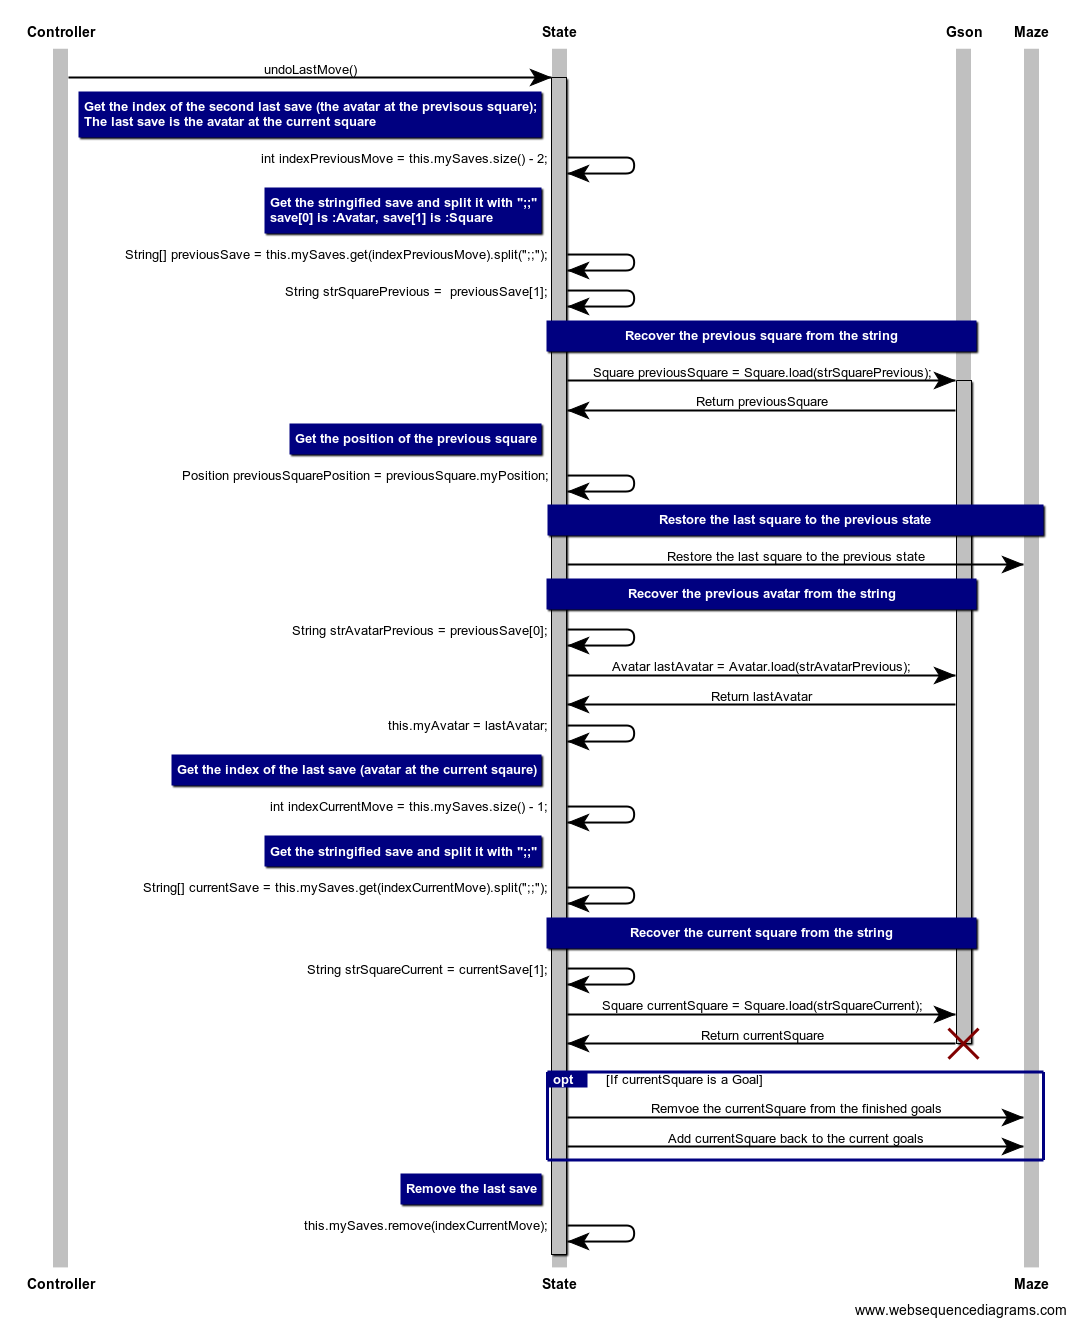 Controller State Gson Maze
undoLastMove()
Get the index of the second last save (the avatar at the previsous square);
The last save is the avatar at the current square
int indexPreviousMove = this.mySaves.size() - 2;
Get the stringified save and split it with ";;"
save[0] is :Avatar, save[1] is :Square
String[] previousSave = this.mySaves.get(indexPreviousMove).split(";;");
String strSquarePrevious =  previousSave[1];
Recover the previous square from the string
Square previousSquare = Square.load(strSquarePrevious);
Return previousSquare
Get the position of the previous square
Position previousSquarePosition = previousSquare.myPosition;
Restore the last square to the previous state
Restore the last square to the previous state
Recover the previous avatar from the string
String strAvatarPrevious = previousSave[0];
Avatar lastAvatar = Avatar.load(strAvatarPrevious);
Return lastAvatar
this.myAvatar = lastAvatar;
Get the index of the last save (avatar at the current sqaure)
int indexCurrentMove = this.mySaves.size() - 1;
Get the stringified save and split it with ";;"
String[] currentSave = this.mySaves.get(indexCurrentMove).split(";;");
Recover the current square from the string
String strSquareCurrent = currentSave[1];
Square currentSquare = Square.load(strSquareCurrent);
Return currentSquare
opt [If currentSquare is a Goal]
Remvoe the currentSquare from the finished goals
Add currentSquare back to the current goals
Remove the last save
this.mySaves.remove(indexCurrentMove);
Controller State Maze
www.websequencediagrams.com